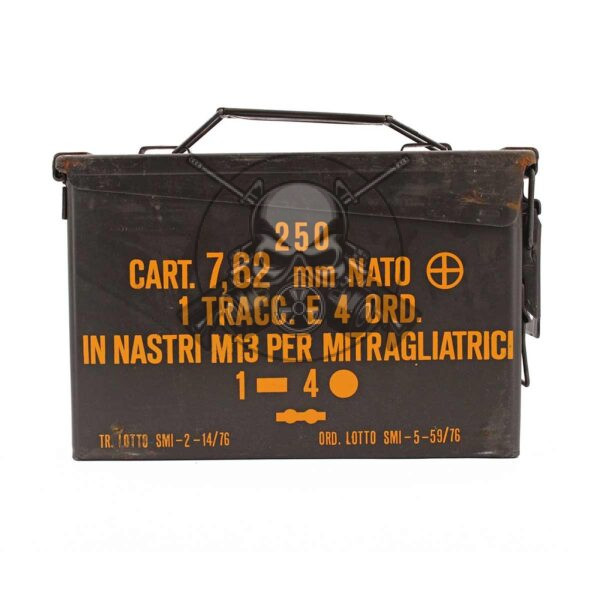 250
CART. 7,62 mm NATO
1 TRACC. E 4 ORD.
IN NASTRI M13 PER MITRAGLIATRICI
1 4
TR. LOTTO SMI-2-14/76
ORD. LOTTO SMI-5-59/76